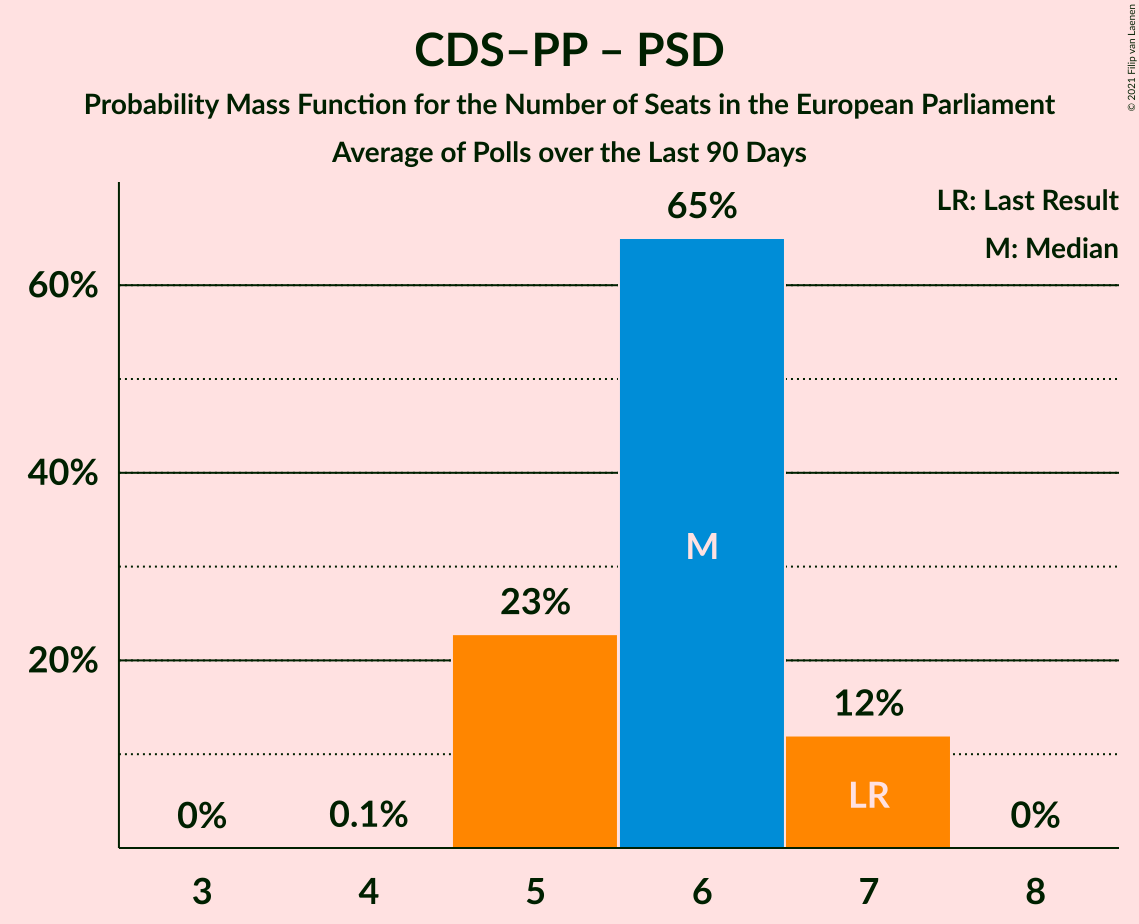 CDS–PP – PSD
Probability Mass Function for the Number of Seats in the European Parliament
Average of Polls over the Last 90 Days
© 2021 Filip van Laenen
LR: Last Result
M: Median
60%
40%
20%
0%
0.1%
23%
65%
12%
0%
M
LR
3
4
5
6
7
8